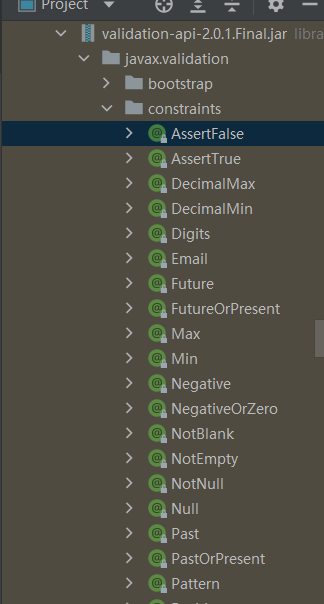 Project
validation-api-2.0.1.Final.jar libra
javax.validation
bootstrap
constraints
AssertFalse
AssertTrue
DecimalMax
DecimalMin
Digits
Email
Future
FutureOrPresent
Max
Min
Negative
NegativeOrZero
NotBlank
NotEmpty
NotNull
Null
Past
PastOrPresent
Pattern